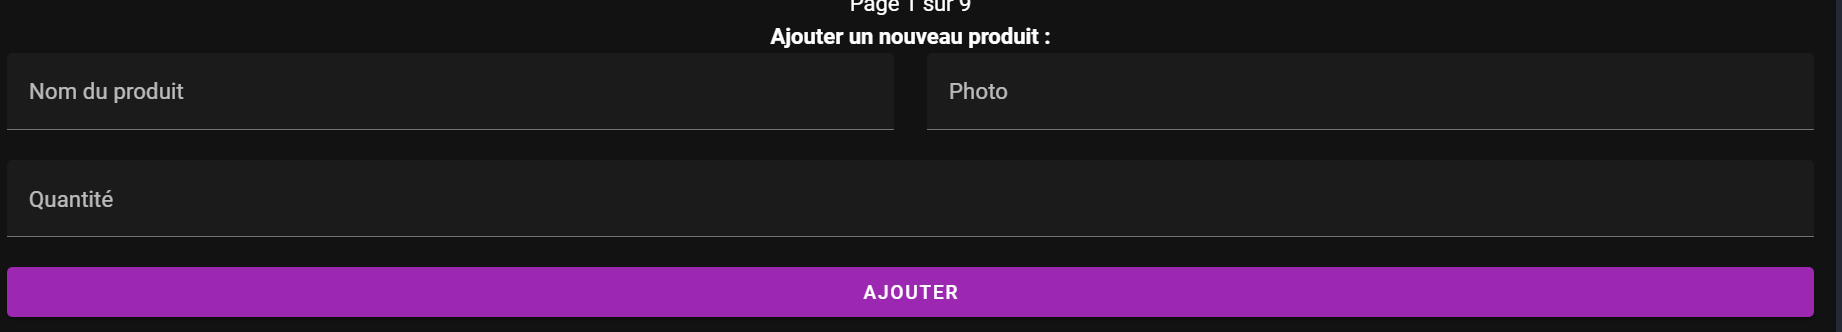 Page 1 sur 9
Ajouter un nouveau produit :
Nom du produit
Photo
Quantité
AJOUTER